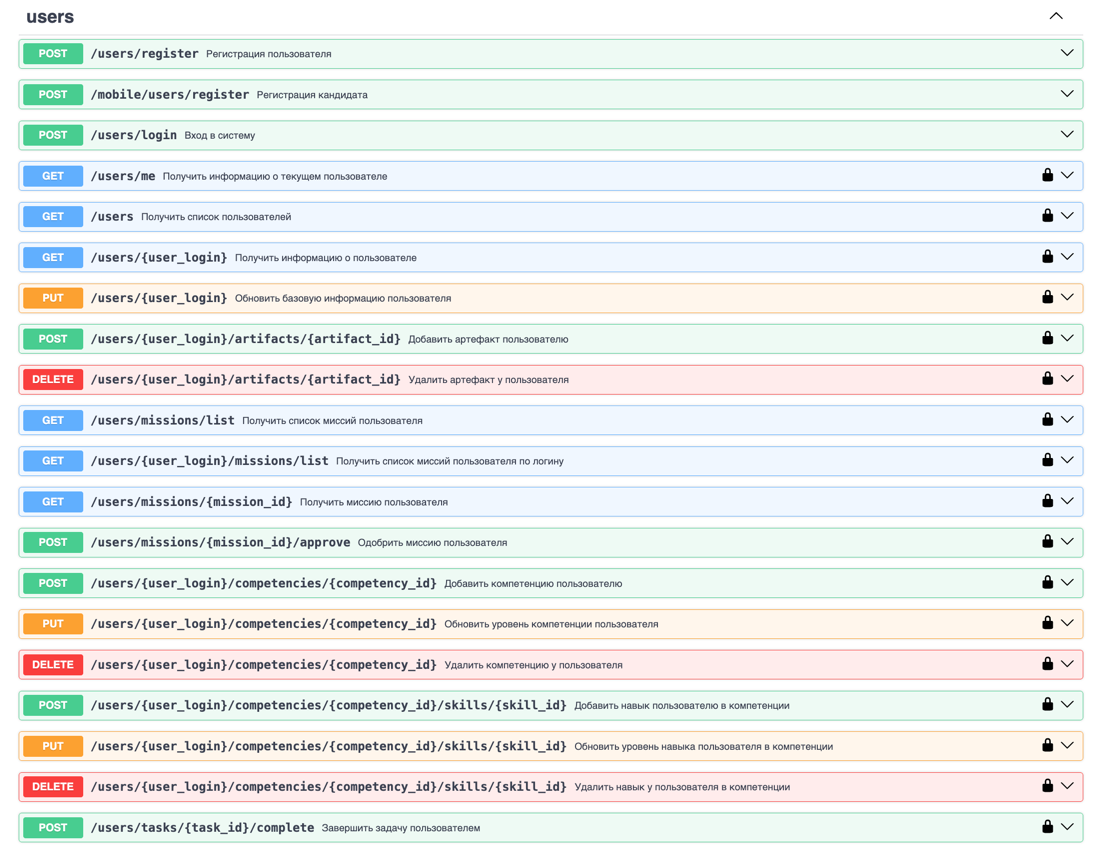 users
POST /users/register Регистрация пользователя
POST /mobile/users/register Регистрация кандидата
POST /users/login Вход в систему
GET /users/me Получить информацию о текущем пользователе
GET /users Получить список пользователей
GET /users/{user_login} Получить информацию о пользователе
PUT /users/{user_login} Обновить базовую информацию пользователя
POST /users/{user_login}/artifacts/{artifact_id} Добавить артефакт пользователю
DELETE /users/{user_login}/artifacts/{artifact_id} Удалить артефакт у пользователя
GET /users/missions/list Получить список миссий пользователя
GET /users/{user_login}/missions/list Получить список миссий пользователя по логину
GET /users/missions/{mission_id} Получить миссию пользователя
POST /users/missions/{mission_id}/approve Одобрить миссию пользователя
POST /users/{user_login}/competencies/{competency_id} Добавить компетенцию пользователю
PUT /users/{user_login}/competencies/{competency_id} Обновить уровень компетенции пользователя
DELETE /users/{user_login}/competencies/{competency_id} Удалить компетенцию у пользователя
POST /users/{user_login}/competencies/{competency_id}/skills/{skill_id} Добавить навык пользователю в компетенции
PUT /users/{user_login}/competencies/{competency_id}/skills/{skill_id} Обновить уровень навыка пользователя в компетенции
DELETE /users/{user_login}/competencies/{competency_id}/skills/{skill_id} Удалить навык у пользователя в компетенции
POST /users/tasks/{task_id}/complete Завершить задачу пользователем